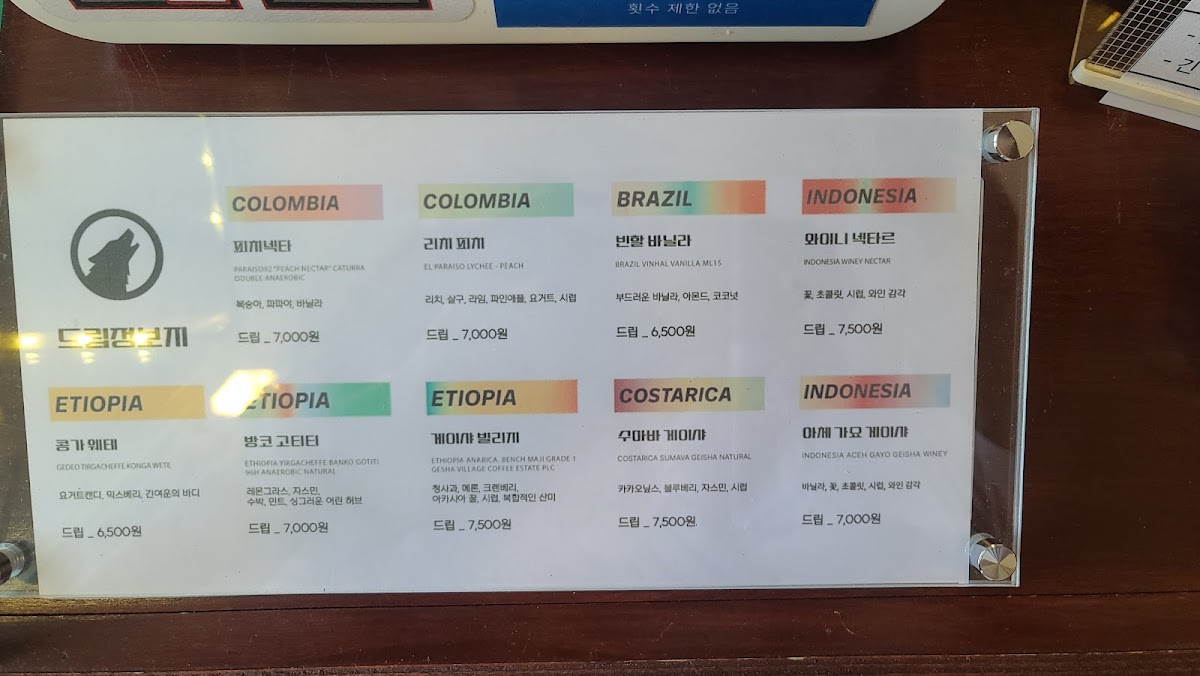 횟수 제한 없음
COLOMBIA
피치넥타
PARAISO92 "PEACH NECTAR" CATURRA
DOUBLE ANAEROBIC
복숭아, 파파야, 바닐라
드립 _ 7,000원
COLOMBIA
리치 피치
EL PARAISO LYCHEE - PEACH
리치, 살구, 라임, 파인애플, 요거트, 시럽
드립 _ 7,000원
BRAZIL
빈할 바닐라
BRAZIL VINHAL VANILLA ML15
부드러운 바닐라, 아몬드, 코코넛
드립 _ 6,500원
INDONESIA
와이니 넥타르
INDONESIA WINEY NECTAR
꽃, 초콜릿, 시럽, 와인 감각
드립 _ 7,500원
드립정보지
ETIOPIA
콩가 웨테
GEDEO TIRGACHEFFE KONGA WETE
요거트캔디, 믹스베리, 긴여운의 바디
드립 _ 6,500원
ETIOPIA
방코 고티티
ETHIOPIA YIRGACHEFFE BANKO GOTITI
96H ANAEROBIC NATURAL
레몬그라스, 자스민,
수박, 민트, 싱그러운 어린 허브
드립 _ 7,000원
ETIOPIA
게이샤 빌리지
ETHIOPIA ANABICA, BENCH MAJI GRADE 1
GESHA VILLAGE COFFEE ESTATE PLC
청사과, 메론, 크렌베리,
아카시아 꿀, 시럽, 복합적인 산미
드립 _ 7,500원
COSTARICA
수마바 게이샤
COSTARICA SUMAVA GEISHA NATURAL
카카오닙스, 블루베리, 자스민, 시럽
드립 _ 7,500원
INDONESIA
아체 가요 게이샤
INDONESIA ACEH GAYO GEISHA WINEY
바닐라, 꽃, 초콜릿, 시럽, 와인 감각
드립 _ 7,000원
- 긴